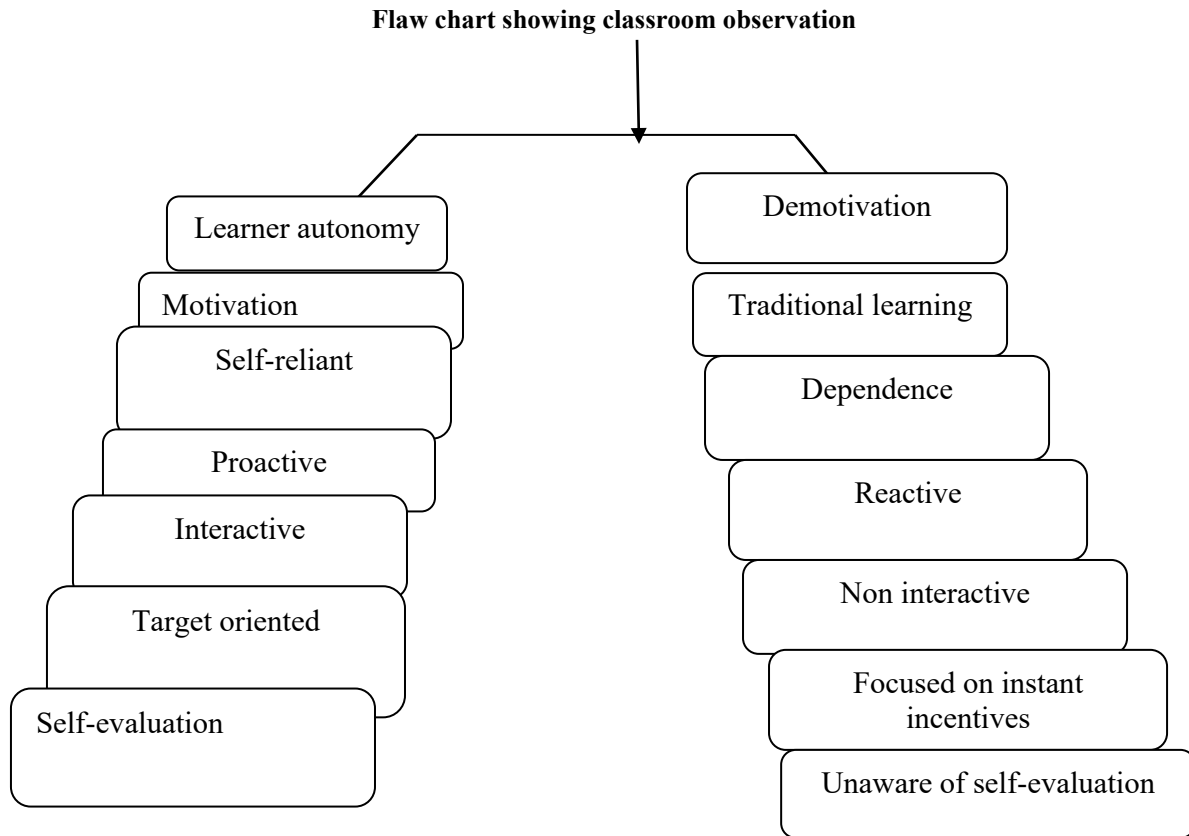 Flaw chart showing classroom observation
Learner autonomy
Motivation
Self-reliant
Proactive
Interactive
Target oriented
Self-evaluation
Demotivation
Traditional learning
Dependence
Reactive
Non interactive
Focused on instant
incentives
Unaware of self-evaluation